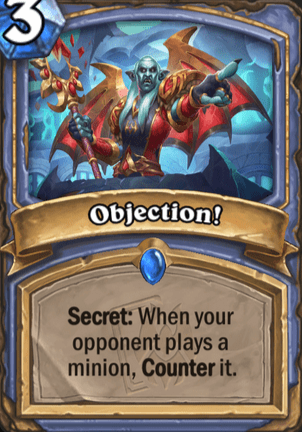 3
Objection!
Secret: When your
opponent plays a
minion, Counter it.